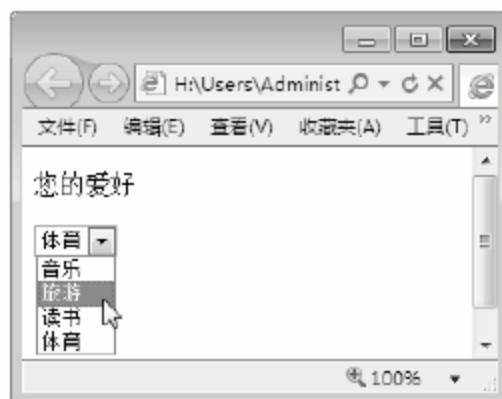 H:\Users\Administ
文件(F) 编辑(E) 查看(V) 收藏夹(A) 工具(T) »
您的爱好
体育
音乐
旅游
读书
体育
100%